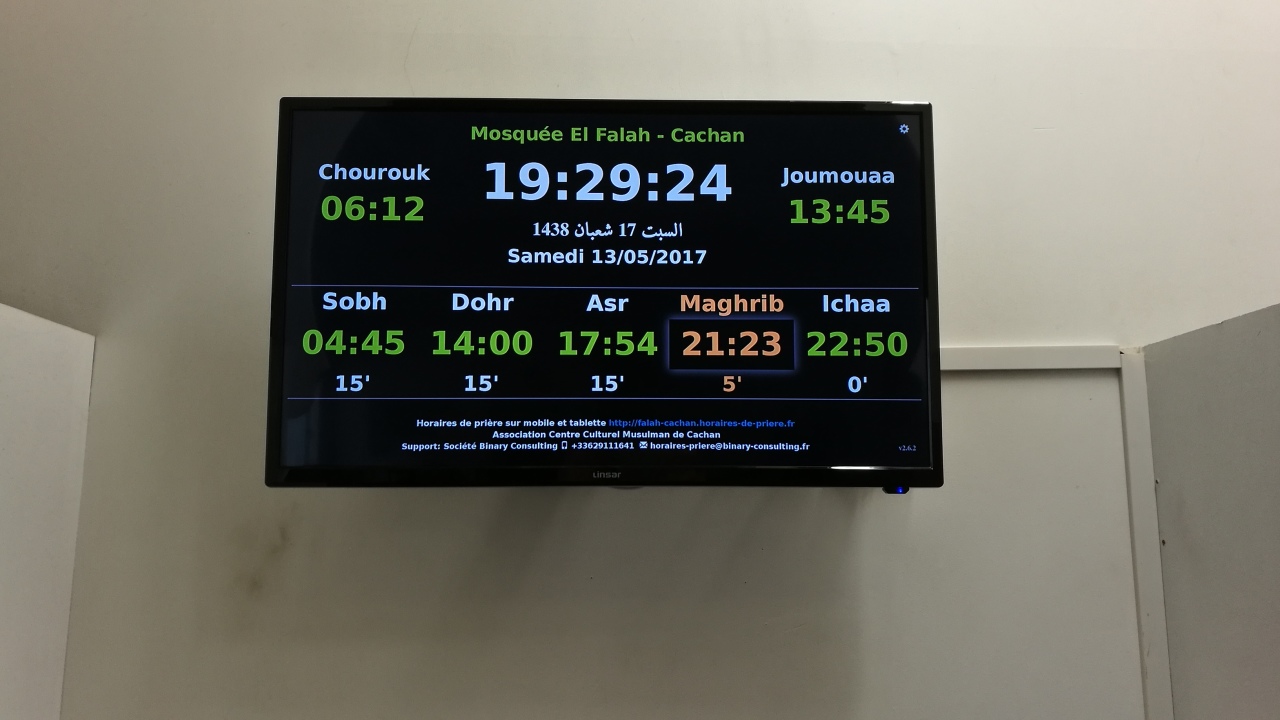 Mosquée El Falah - Cachan
Chourouk
06:12
19:29:24
Joumouaa
13:45
السبت 17 شعبان 1438
Samedi 13/05/2017
Sobh Dohr Asr Maghrib Ichaa
04:45 14:00 17:54 21:23 22:50
15' 15' 15' 5' 0'
Horaires de prière sur mobile et tablette http://falah-cachan.horaires-de-priere.fr
Association Centre Culturel Musulman de Cachan
Support: Société Binary Consulting +33629111641 horaires-priere@binary-consulting.fr
v2.6.2
Linsar